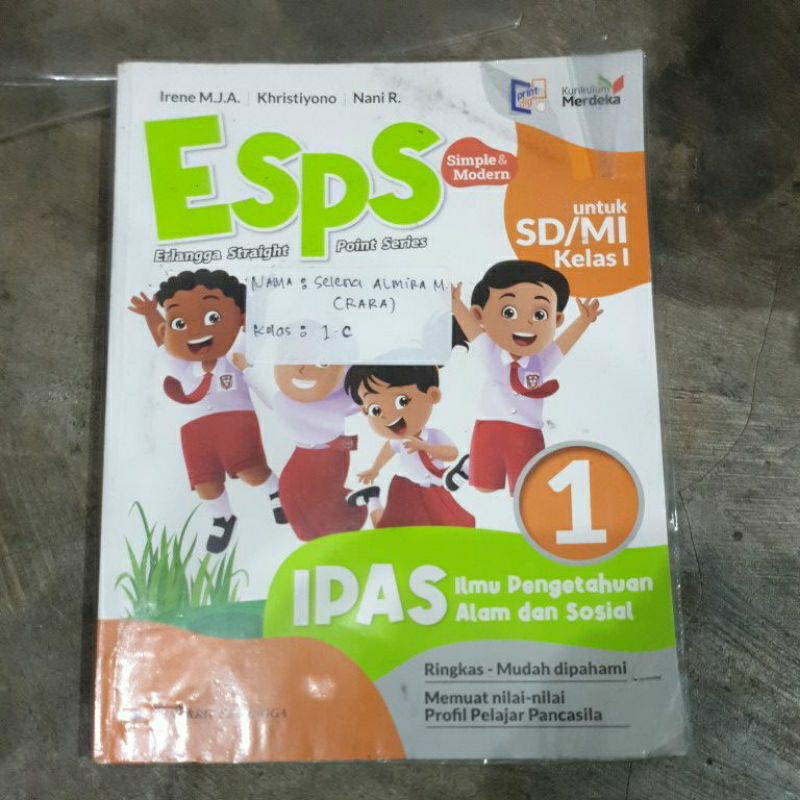 Irene M.J.A. | Khristiyono | Nani R.
print digi
Kurikulum
Merdeka
ESPS
Simple &
Modern
Erlangga Straight Point Series
untuk
SD/MI
Kelas I
NAMA : Selena ALMIRA M.
(RARA)
Kelas : 1-C
1
IPAS
Ilmu Pengetahuan
Alam dan Sosial
Ringkas - Mudah dipahami
Memuat nilai-nilai
Profil Pelajar Pancasila